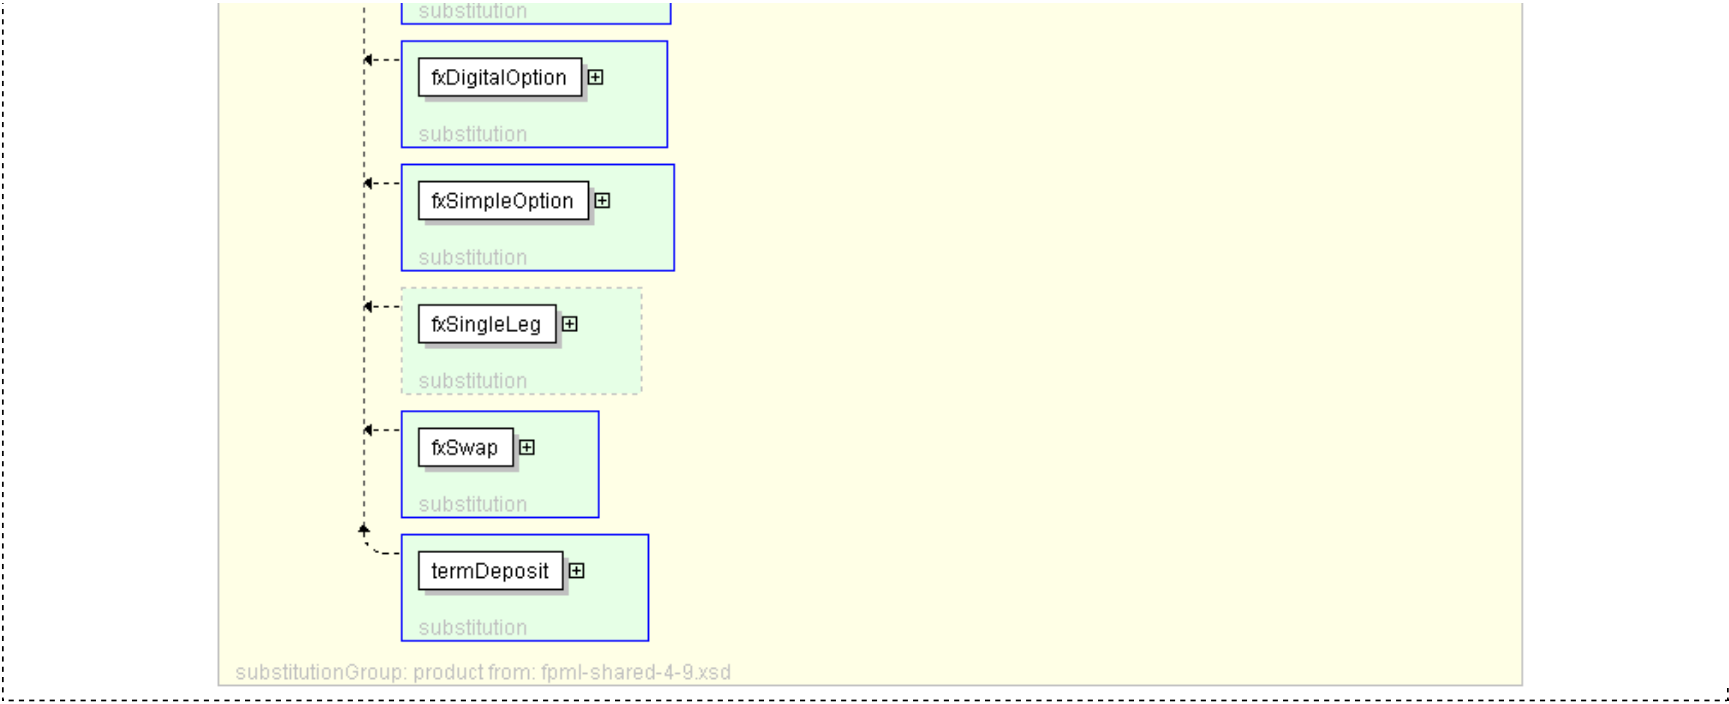 substitution
fxDigitalOption
substitution
fxSimpleOption
substitution
fxSingleLeg
substitution
fxSwap
substitution
termDeposit
substitution
substitutionGroup: product from: fpml-shared-4-9.xsd